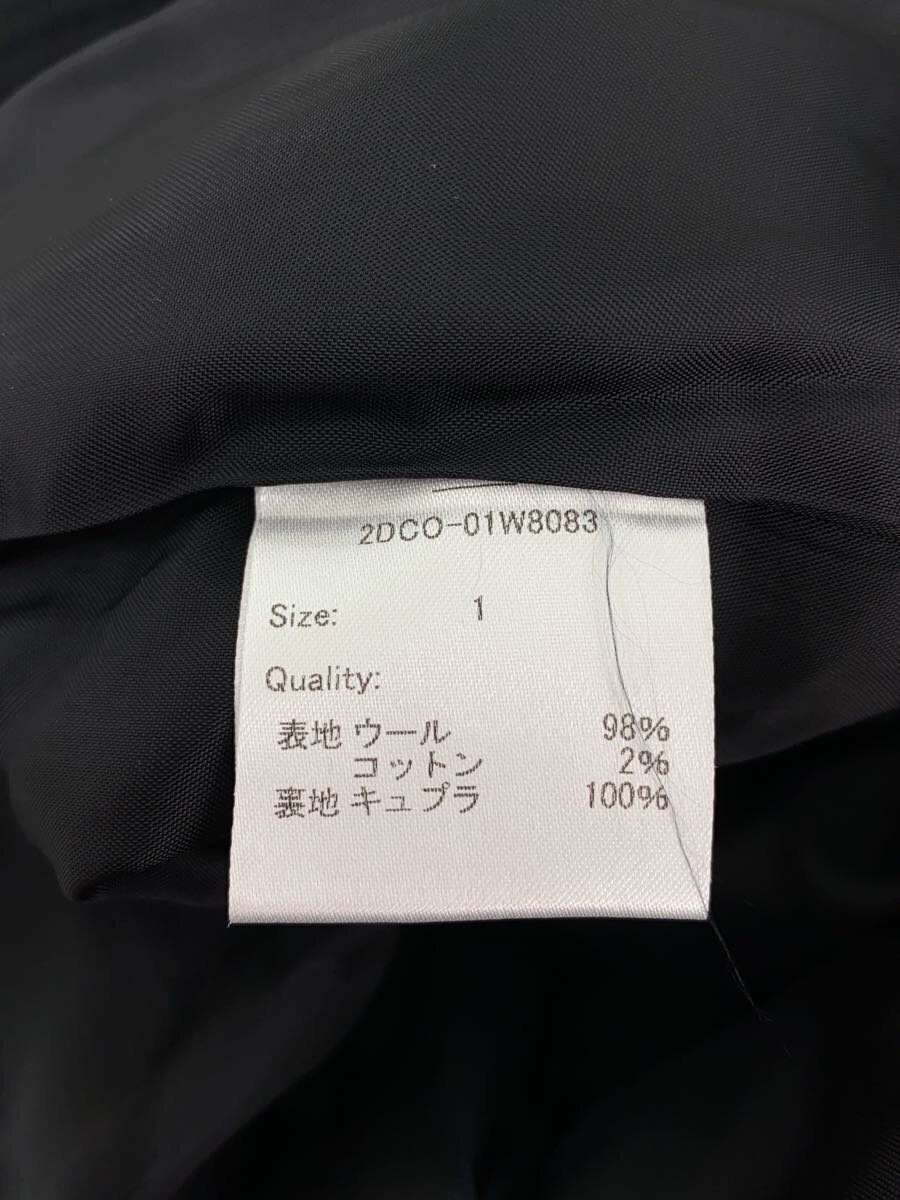 2DCO-01W8083
Size: 1
Quality:
表地 ウール 98%
コットン 2%
裏地 キュプラ 100%